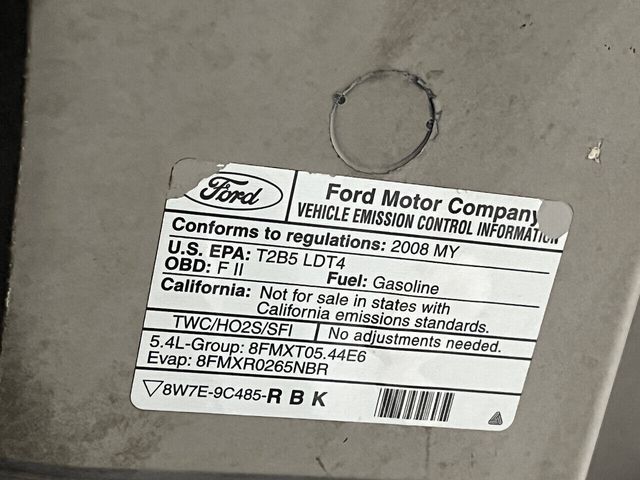 Ford
Ford Motor Company
VEHICLE EMISSION CONTROL INFORMATION
Conforms to regulations: 2008 MY
U.S. EPA: T2B5 LDT4
OBD: F II Fuel: Gasoline
California: Not for sale in states with
California emissions standards.
TWC/HO2S/SFI No adjustments needed.
5.4L-Group: 8FMXT05.44E6
Evap: 8FMXR0265NBR
8W7E-9C485-R B K